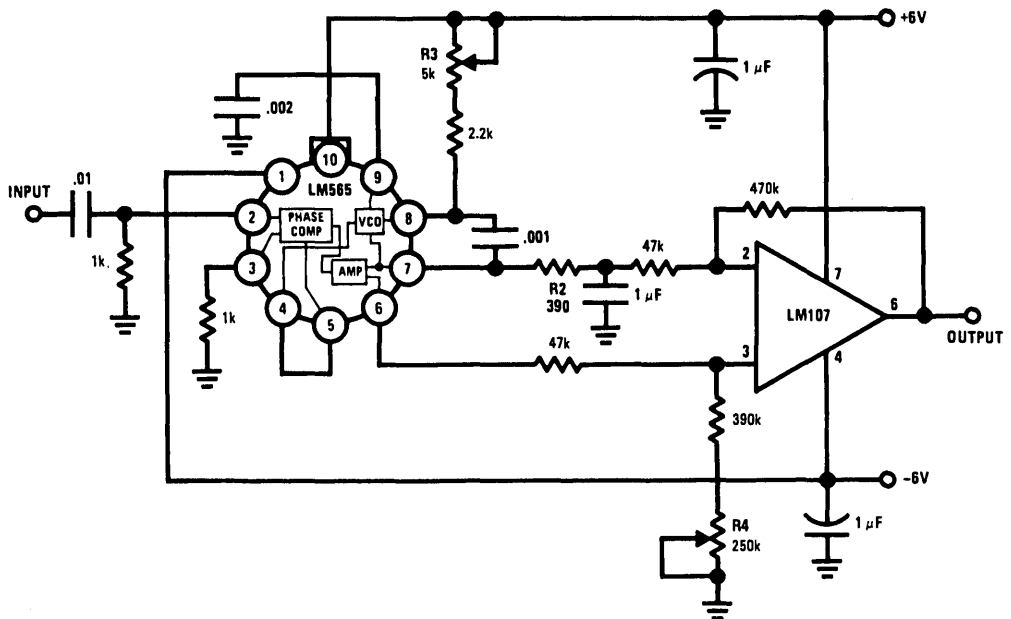 +6V
R3
5k
1 µF
.002
2.2k
10
LM565
1
9
INPUT
.01
470k
2
PHASE
COMP
VCO
8
.001
1k.
3
AMP
7
47k
2
7
R2
390
1 µF
4
6
6
1k
5
LM107
OUTPUT
47k
3
4
390k
-6V
R4
250k
1 µF